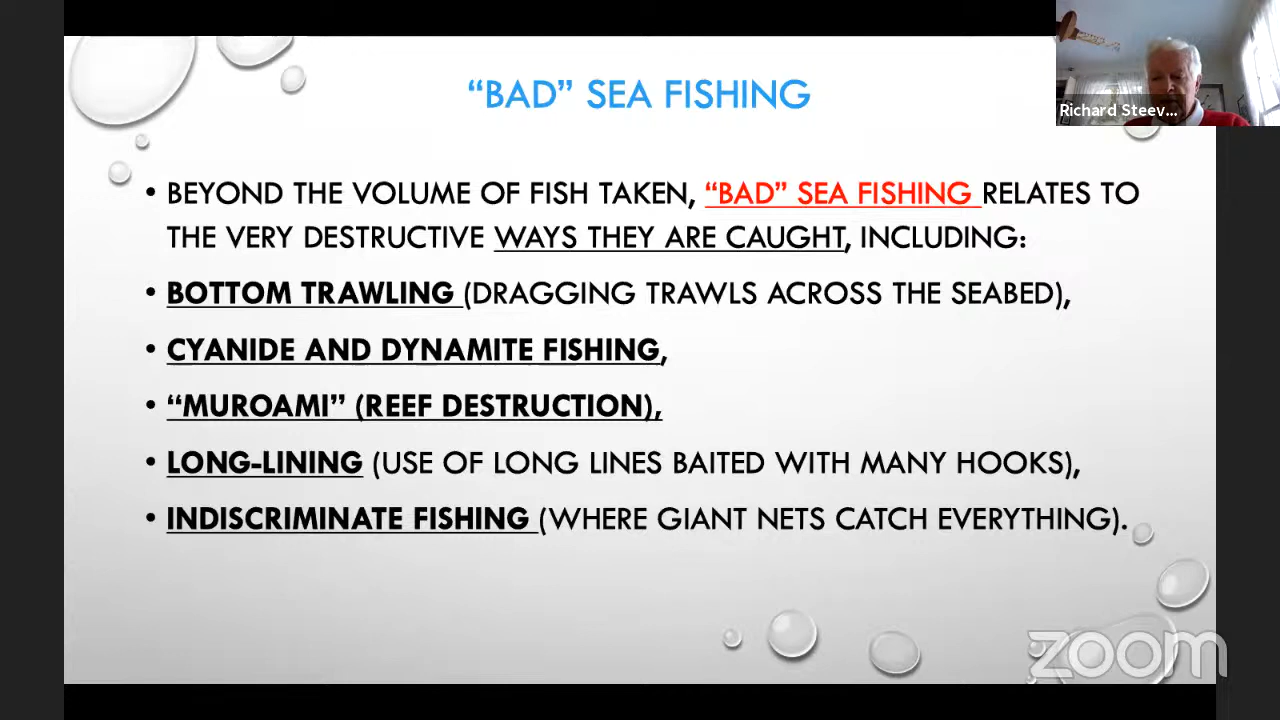 “BAD” SEA FISHING
Richard Steev...
• BEYOND THE VOLUME OF FISH TAKEN, “BAD” SEA FISHING RELATES TO
THE VERY DESTRUCTIVE WAYS THEY ARE CAUGHT, INCLUDING:
• BOTTOM TRAWLING (DRAGGING TRAWLS ACROSS THE SEABED),
• CYANIDE AND DYNAMITE FISHING,
• “MUROAMI” (REEF DESTRUCTION),
• LONG-LINING (USE OF LONG LINES BAITED WITH MANY HOOKS),
• INDISCRIMINATE FISHING (WHERE GIANT NETS CATCH EVERYTHING).
zoom